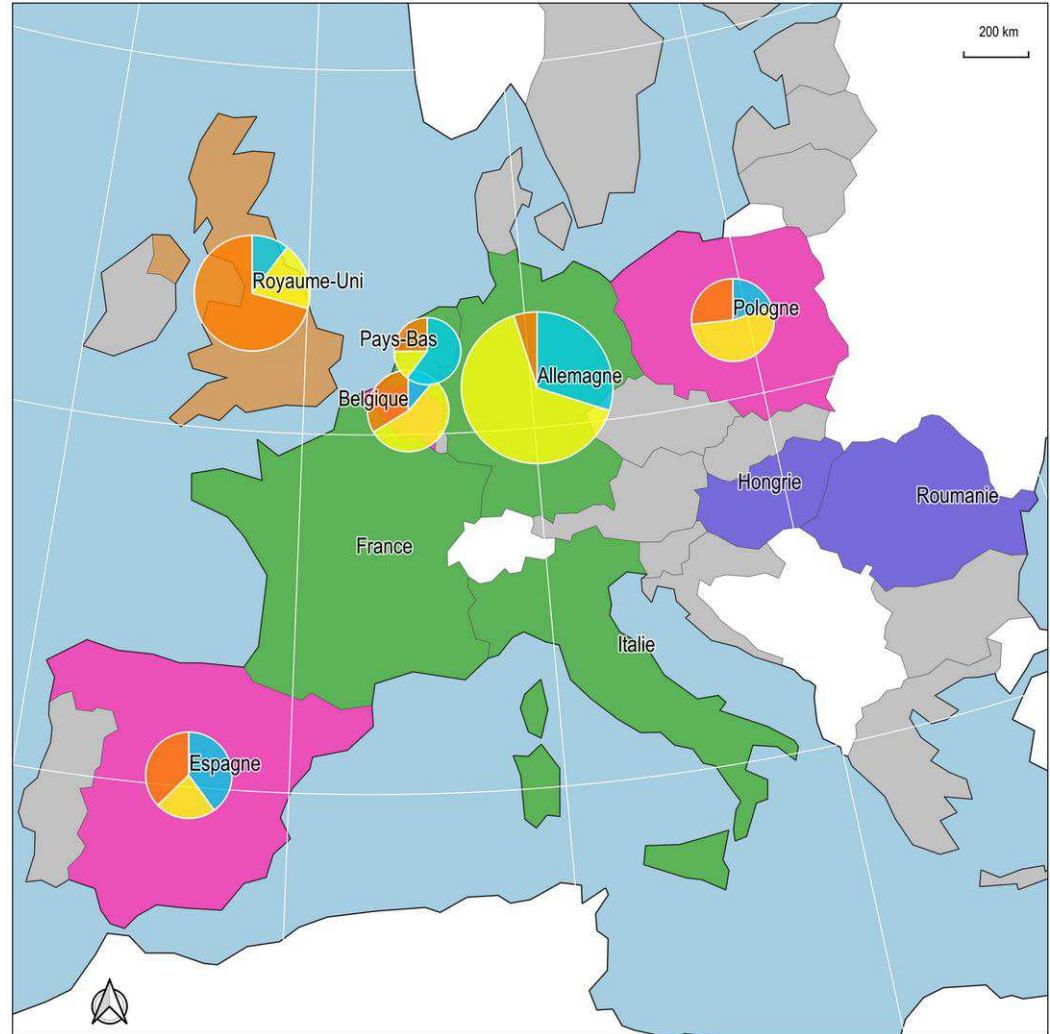 200 km
Royaume-Uni
Pologne
Pays-Bas
Allemagne
Belgique
Hongrie
Roumanie
France
Italie
Espagne